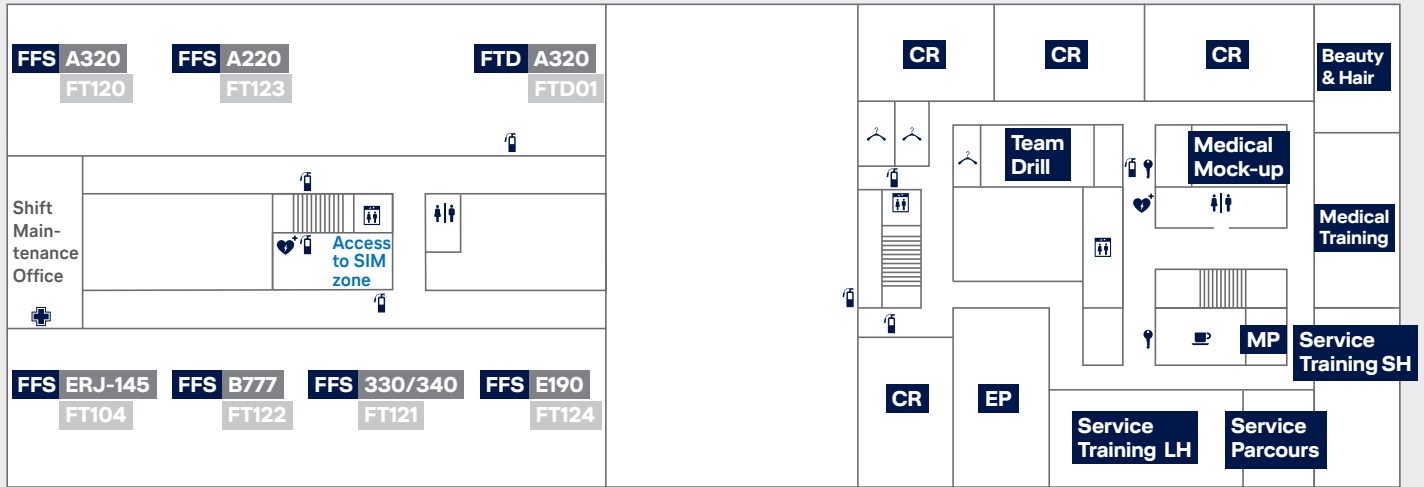 FFS A320
FT120
FFS A220
FT123
FTD A320
FTD01
CR
CR
CR
Beauty
& Hair
Team
Drill
Medical
Mock-up
Shift
Main-
tenance
Office
Access
to SIM
zone
Medical
Training
MP
Service
Training SH
FFS ERJ-145
FT104
FFS B777
FT122
FFS 330/340
FT121
FFS E190
FT124
CR
EP
Service
Training LH
Service
Parcours